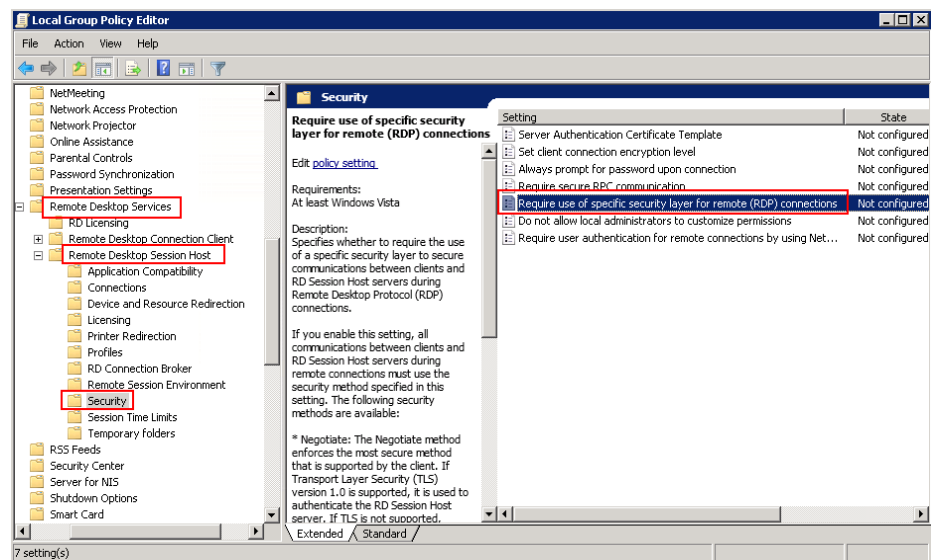 Local Group Policy Editor
File Action View Help
NetMeeting
Network Access Protection
Network Projector
Online Assistance
Parental Controls
Password Synchronization
Presentation Settings
Remote Desktop Services
RD Licensing
Remote Desktop Connection Client
Remote Desktop Session Host
Application Compatibility
Connections
Device and Resource Redirection
Licensing
Printer Redirection
Profiles
RD Connection Broker
Remote Session Environment
Security
Session Time Limits
Temporary folders
RSS Feeds
Security Center
Server for NIS
Shutdown Options
Smart Card
Security
Require use of specific security
layer for remote (RDP) connections
Edit policy setting
Requirements:
At least Windows Vista
Description:
Specifies whether to require the use
of a specific security layer to secure
communications between clients and
RD Session Host servers during
Remote Desktop Protocol (RDP)
connections.
If you enable this setting, all
communications between clients and
RD Session Host servers during
remote connections must use the
security method specified in this
setting. The following security
methods are available:
* Negotiate: The Negotiate method
enforces the most secure method
that is supported by the client. If
Transport Layer Security (TLS)
version 1.0 is supported, it is used to
authenticate the RD Session Host
server. If TLS is not supported,
Setting State
Server Authentication Certificate Template Not configured
Set client connection encryption level Not configured
Always prompt for password upon connection Not configured
Require secure RPC communication Not configured
Require use of specific security layer for remote (RDP) connections Not configured
Do not allow local administrators to customize permissions Not configured
Require user authentication for remote connections by using Net... Not configured
Extended Standard
7 setting(s)